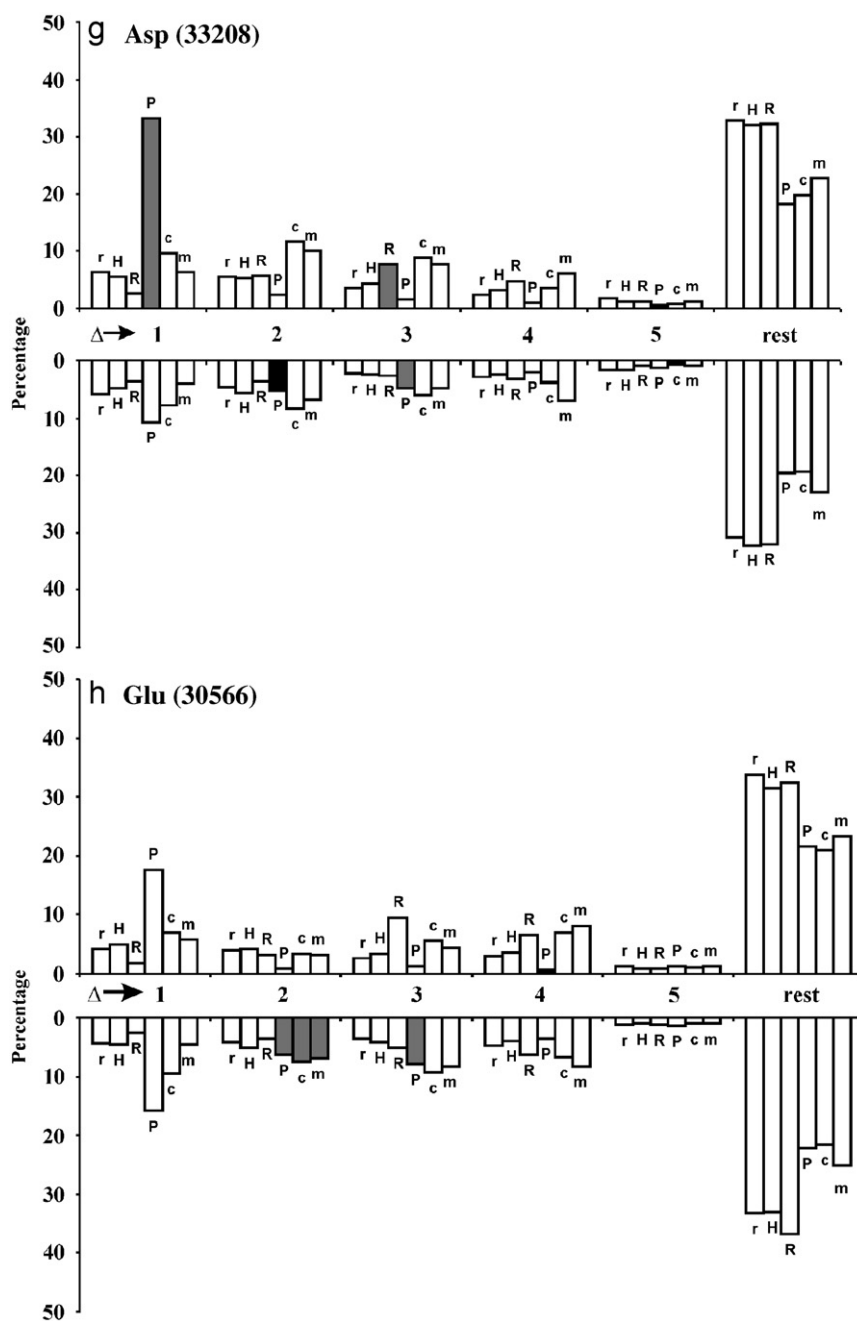 g Asp (33208)
50
40
30
20
10
0
Percentage
r H R P c m
r H R P c m
r H R P c m
r H R P c m
r H R P c m
r H R P c m
Δ→ 1 2 3 4 5 rest
0
10
20
30
40
50
r H R P c m
r H R P c m
r H R P c m
r H R P c m
r H R P c m
r H R P c m
h Glu (30566)
50
40
30
20
10
0
Percentage
r H R P c m
r H R P c m
r H R P c m
r H R P c m
r H R P c m
r H R P c m
Δ→ 1 2 3 4 5 rest
0
10
20
30
40
50
r H R P c m
r H R P c m
r H R P c m
r H R P c m
r H R P c m
r H R P c m